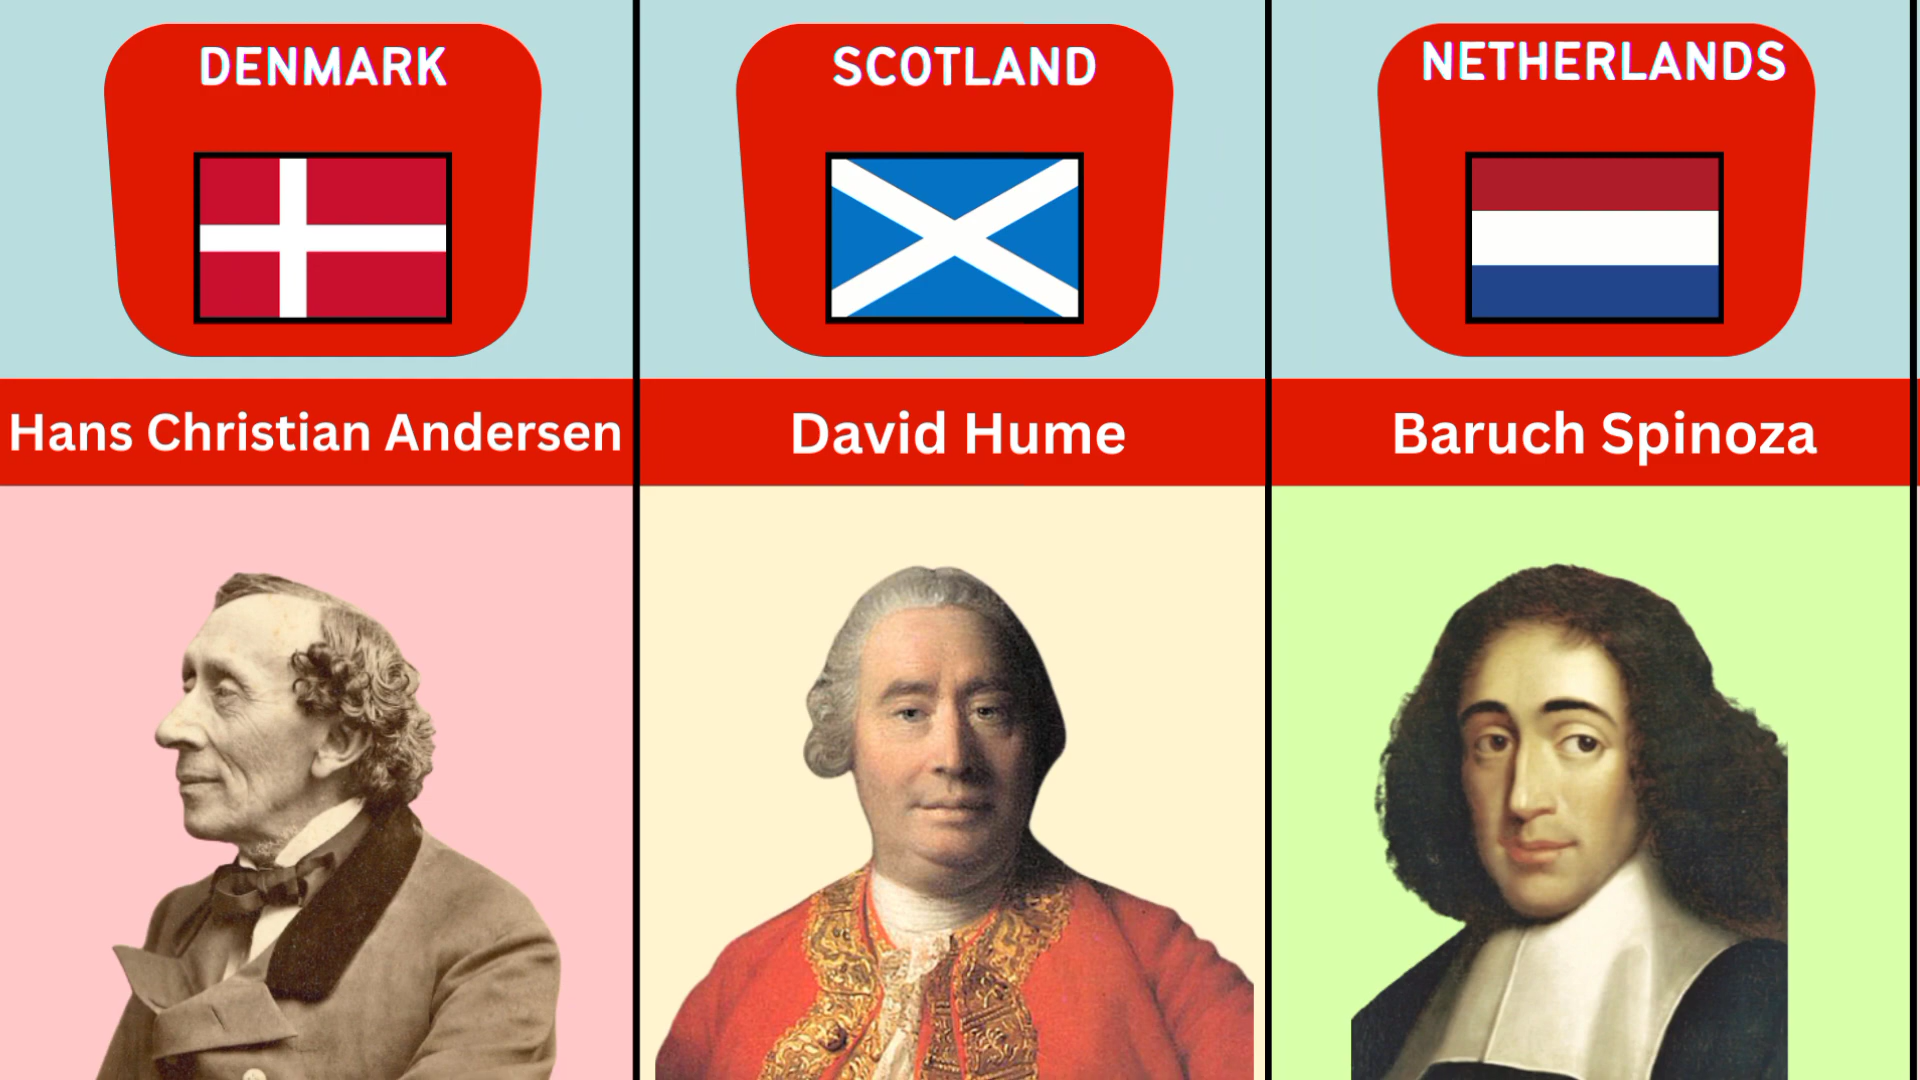 DENMARK
SCOTLAND
NETHERLANDS
Hans Christian Andersen
David Hume
Baruch Spinoza